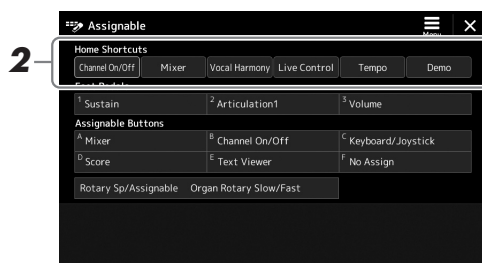 Assignable
Menu
2
Home Shortcuts
Channel On/Off Mixer Vocal Harmony Live Control Tempo Demo
Foot Pedals
1 Sustain 2 Articulation1 3 Volume
Assignable Buttons
A Mixer B Channel On/Off C Keyboard/Joystick
D Score E Text Viewer F No Assign
Rotary Sp/Assignable Organ Rotary Slow/Fast